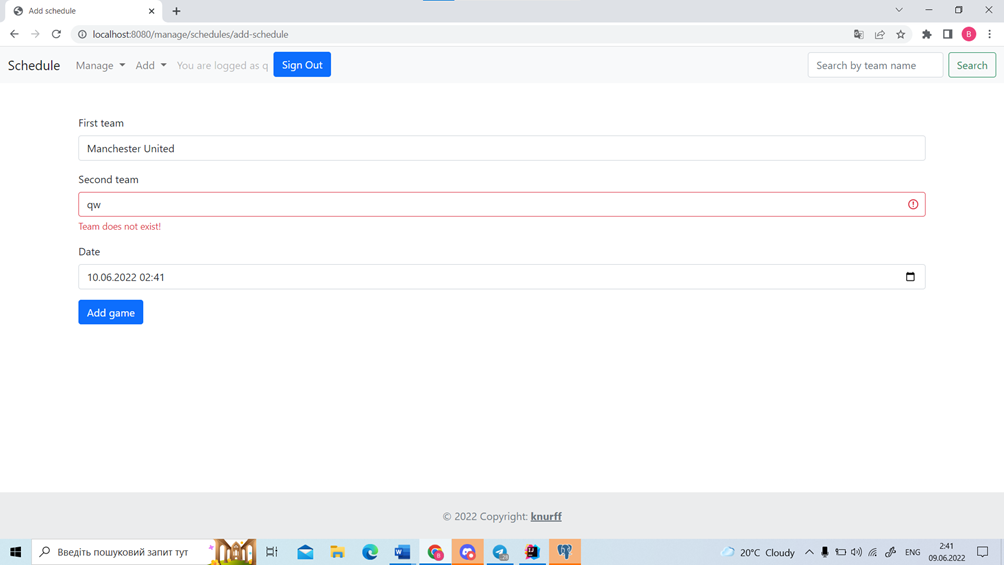 Add schedule
localhost:8080/manage/schedules/add-schedule
B
Schedule Manage Add You are logged as q Sign Out Search by team name Search
First team
Manchester United
Second team
qw
Team does not exist!
Date
10.06.2022 02:41
Add game
© 2022 Copyright: knurff
Введіть пошуковий запит тут
20°C Cloudy ENG
2:41
09.06.2022